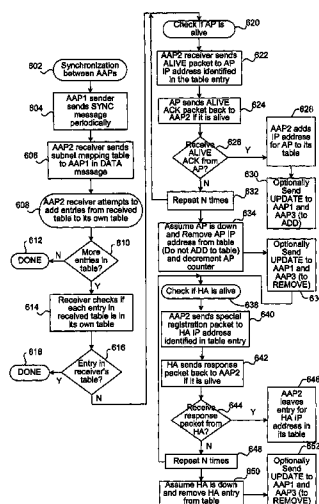 602
Synchronization
between AAPs
AAP1 sender
sends SYNC
message
periodically
604
AAP2 receiver sends
subnet mapping table
to AAP1 in DATA
message
606
AAP2 receiver attempts to
add entries from received
table to its own table
608
610
More
entries in
table?
N
Y
612
DONE
614
Receiver checks if
each entry in
received table is in
its own table
616
Entry in
receiver's
table?
Y
N
618
DONE
Check if AP is
alive
620
622
AAP2 receiver sends
ALIVE packet to AP
IP address identified
in the table entry
624
AP sends ALIVE
ACK packet back to
AAP2 if it is alive
626
Receive
ALIVE
ACK from
AP?
Y
N
628
AAP2 adds
IP address
for AP to its
table
630
Optionally
Send
UPDATE to
AAP1 and
AAP3 (to
ADD)
632
Repeat N times
634
Assume AP is
down and Remove AP IP
address from table
(Do not ADD to table)
and decrement AP
counter
Optionally
Send
UPDATE to
AAP1 and
AAP3 (to
REMOVE)
Check if HA is alive
638
640
AAP2 sends special
registration packet to
HA IP address
identified in table entry
642
HA sends response
packet back to AAP2
if it is alive
644
Receive
response
packet from
HA?
Y
N
646
AAP2
leaves
entry for
HA IP
address in
its table
648
Repeat N times
650
Assume HA is down
and remove HA entry
from table
652
Optionally
Send
UPDATE to
AAP1 and
AAP3 (to
REMOVE)